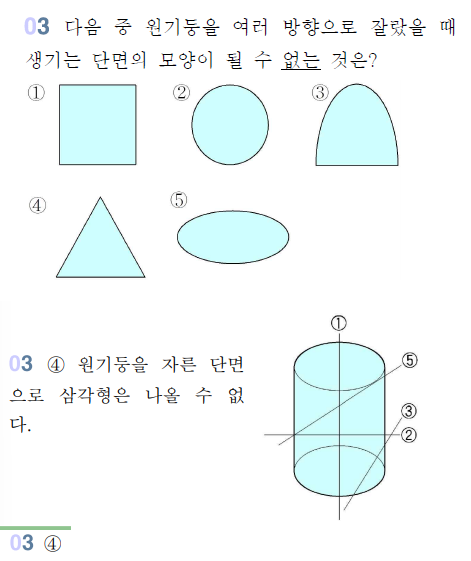 03 다음 중 원기둥을 여러 방향으로 잘랐을 때
생기는 단면의 모양이 될 수 없는 것은?
① ② ③
④ ⑤
03 ④ 원기둥을 자른 단면
으로 삼각형은 나올 수 없
다.
①
⑤
③
②
03 ④